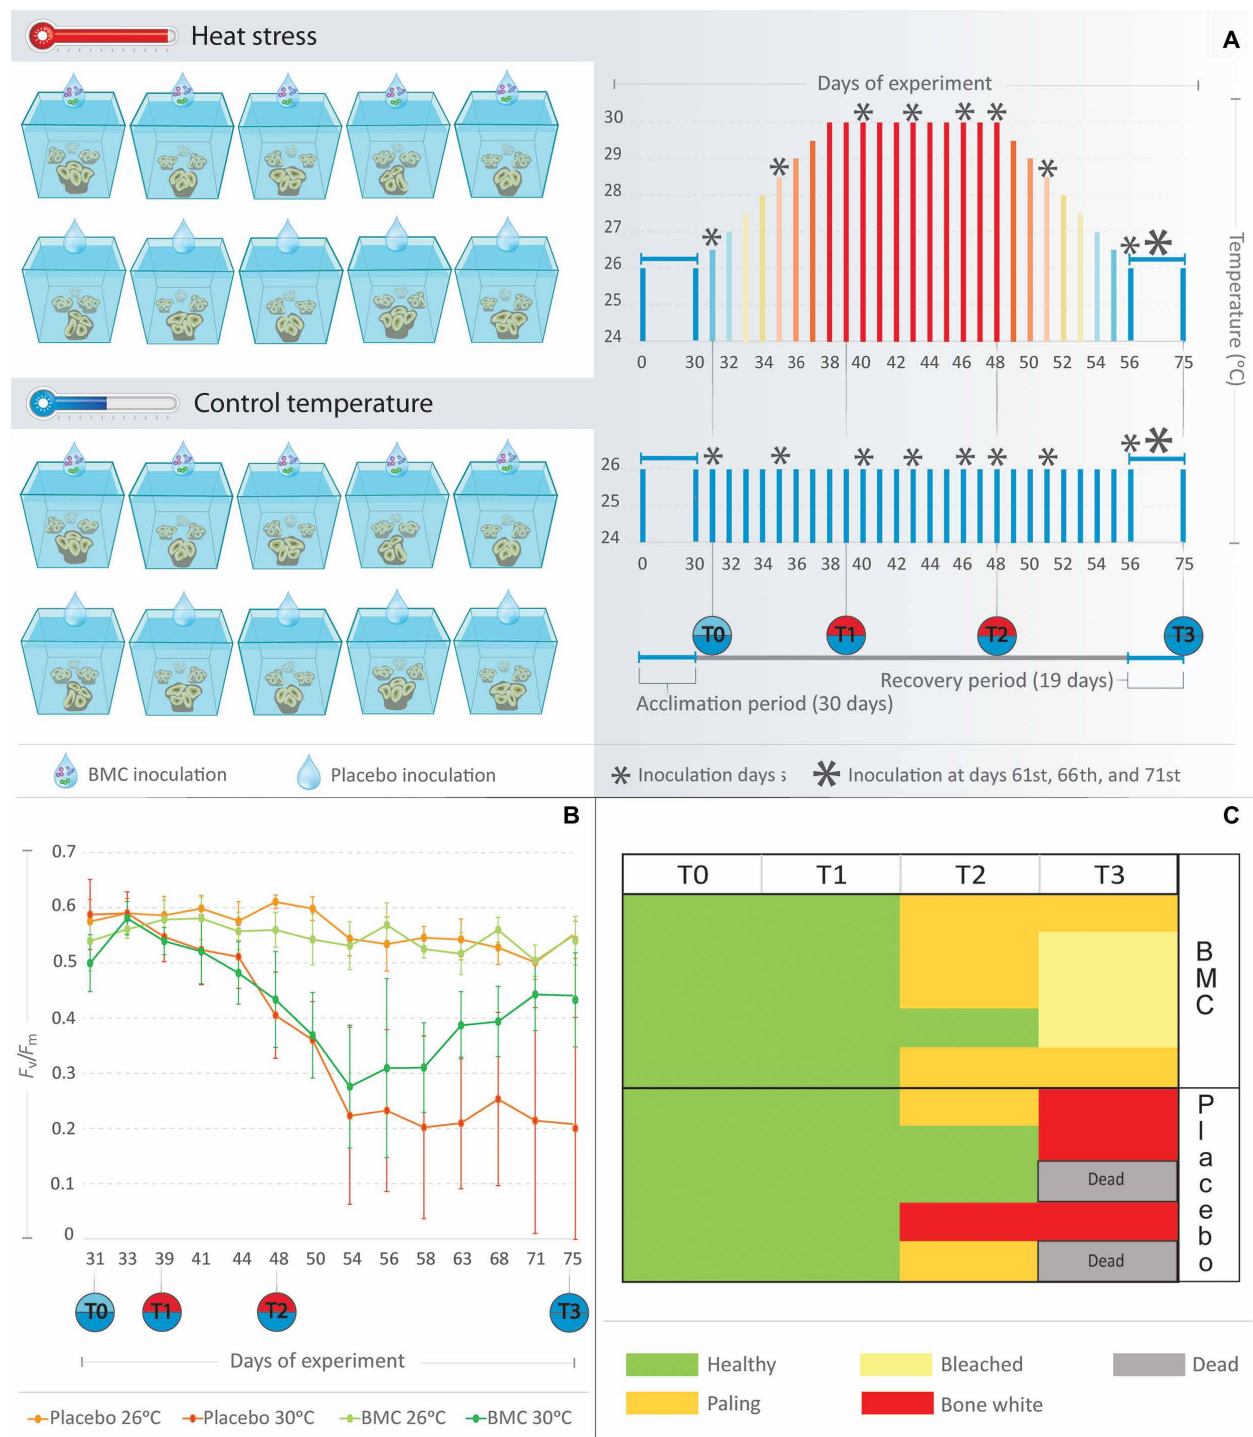 Heat stress
A
Days of experiment
30
29
28
27
26
25
24
0 30 32 34 36 38 40 42 44 46 48 50 52 54 56 75
Temperature (ºC)
Control temperature
26
25
24
0 30 32 34 36 38 40 42 44 46 48 50 52 54 56 75
T0 T1 T2 T3
Recovery period (19 days)
Acclimation period (30 days)
BMC inoculation
Placebo inoculation
Inoculation days s
Inoculation at days 61st, 66th, and 71st
B
0.7
0.6
0.5
0.4
0.3
0.2
0.1
0
Fv/Fm
31 33 39 41 44 48 50 54 56 58 63 68 71 75
T0 T1 T2 T3
Days of experiment
Placebo 26ºC Placebo 30ºC BMC 26ºC BMC 30ºC
C
T0 T1 T2 T3
BMC
Placebo
Dead
Dead
Healthy Bleached Dead
Paling Bone white